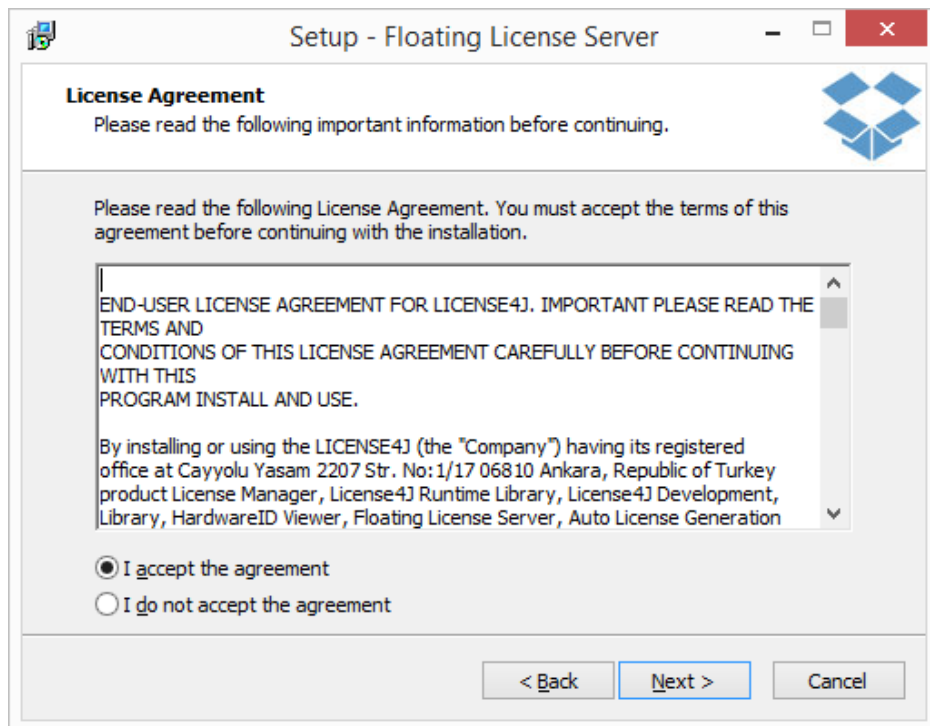 Setup - Floating License Server
License Agreement
Please read the following important information before continuing.
Please read the following License Agreement. You must accept the terms of this
agreement before continuing with the installation.
END-USER LICENSE AGREEMENT FOR LICENSE4J. IMPORTANT PLEASE READ THE
TERMS AND
CONDITIONS OF THIS LICENSE AGREEMENT CAREFULLY BEFORE CONTINUING
WITH THIS
PROGRAM INSTALL AND USE.
By installing or using the LICENSE4J (the "Company") having its registered
office at Cayyolu Yasam 2207 Str. No:1/17 06810 Ankara, Republic of Turkey
product License Manager, License4J Runtime Library, License4J Development,
Library, HardwareID Viewer, Floating License Server, Auto License Generation
I accept the agreement
I do not accept the agreement
< Back Next > Cancel